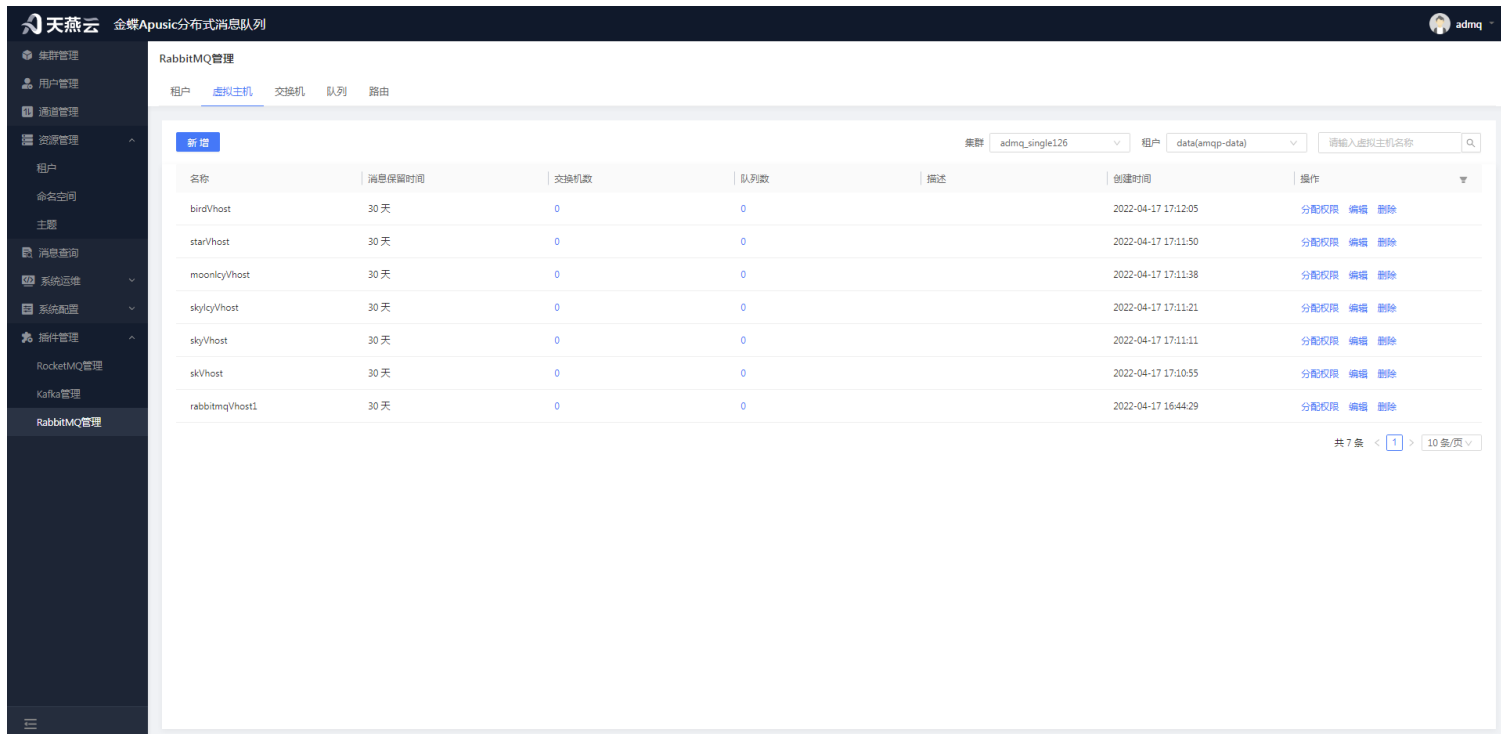 天燕云 金蝶Apusic分布式消息队列 admq
集群管理
用户管理
通道管理
资源管理
租户
命名空间
主题
消息查询
系统运维
系统配置
插件管理
RocketMQ管理
Kafka管理
RabbitMQ管理
RabbitMQ管理
租户 虚拟主机 交换机 队列 路由
新增 集群 admq_single126 租户 data(amqp-data) 请输入虚拟主机名称
名称 消息保留时间 交换机数 队列数 描述 创建时间 操作
birdVhost 30 天 0 0 2022-04-17 17:12:05 分配权限 编辑 删除
starVhost 30 天 0 0 2022-04-17 17:11:50 分配权限 编辑 删除
moonIcyVhost 30 天 0 0 2022-04-17 17:11:38 分配权限 编辑 删除
skyIcyVhost 30 天 0 0 2022-04-17 17:11:21 分配权限 编辑 删除
skyVhost 30 天 0 0 2022-04-17 17:11:11 分配权限 编辑 删除
skVhost 30 天 0 0 2022-04-17 17:10:55 分配权限 编辑 删除
rabbitmqVhost1 30 天 0 0 2022-04-17 16:44:29 分配权限 编辑 删除
共 7 条 < 1 > 10 条/页